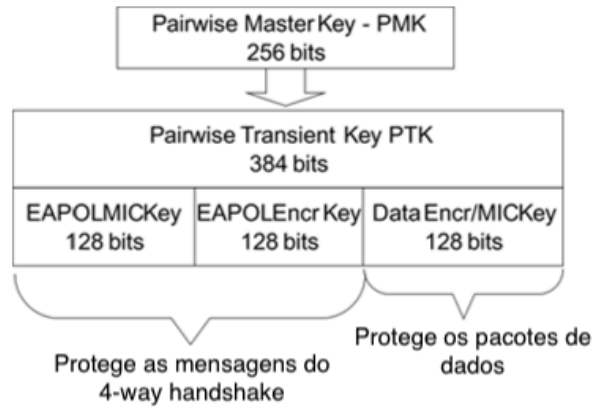 Pairwise Master Key - PMK
256 bits
Pairwise Transient Key PTK
384 bits
EAPOLMICKey
128 bits
EAPOLEncr Key
128 bits
Data Encr/MICKey
128 bits
Protege as mensagens do
4-way handshake
Protege os pacotes de
dados